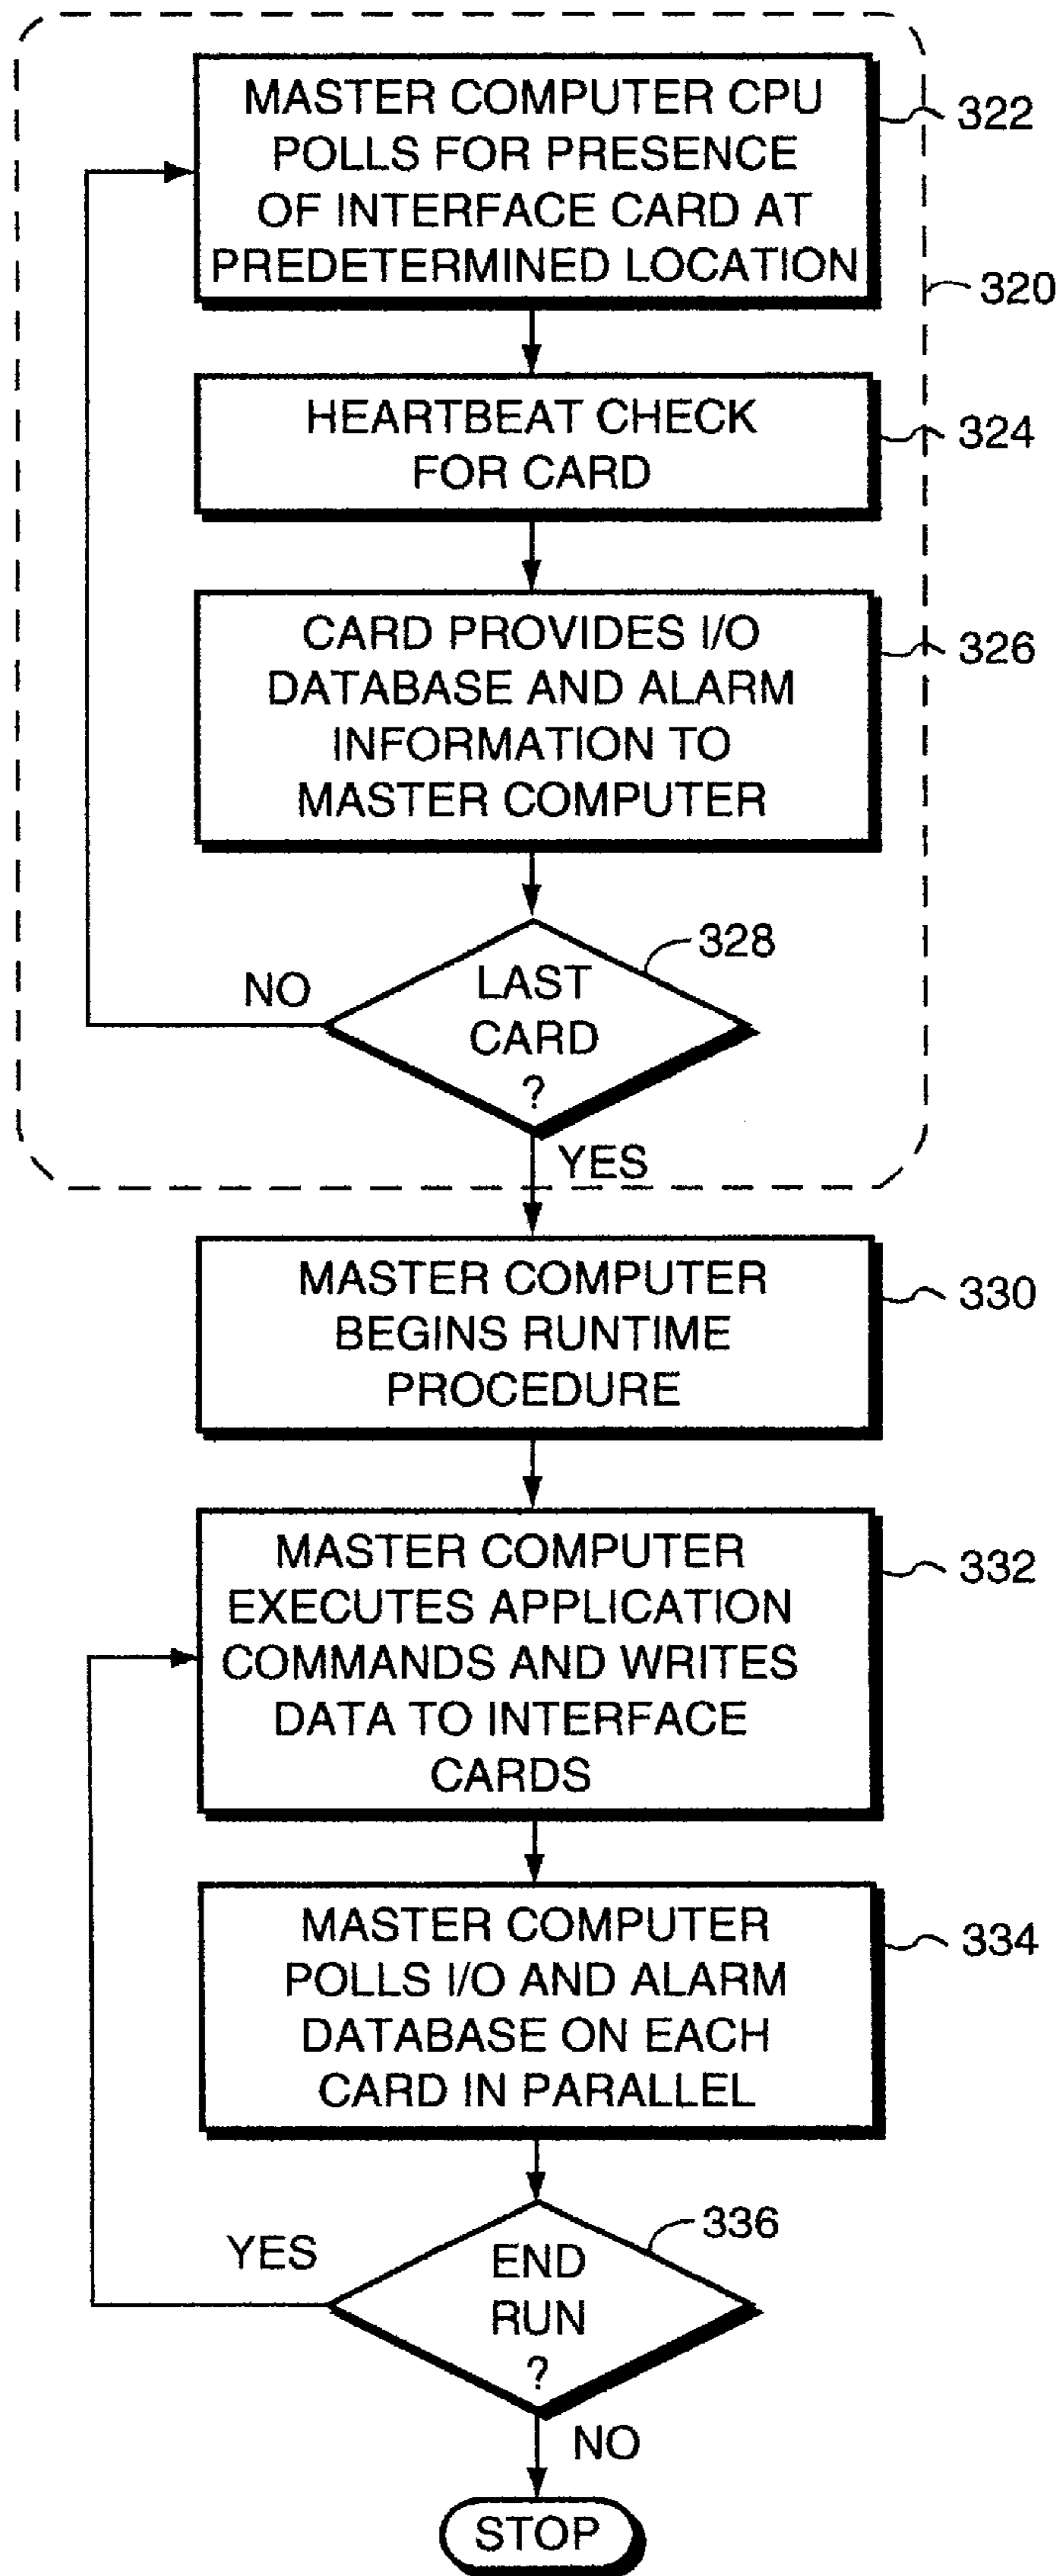 MASTER COMPUTER CPU
POLLS FOR PRESENCE
OF INTERFACE CARD AT
PREDETERMINED LOCATION
322
320
HEARTBEAT CHECK
FOR CARD
324
CARD PROVIDES I/O
DATABASE AND ALARM
INFORMATION TO
MASTER COMPUTER
326
328
LAST
CARD
?
NO
YES
MASTER COMPUTER
BEGINS RUNTIME
PROCEDURE
330
MASTER COMPUTER
EXECUTES APPLICATION
COMMANDS AND WRITES
DATA TO INTERFACE
CARDS
332
MASTER COMPUTER
POLLS I/O AND ALARM
DATABASE ON EACH
CARD IN PARALLEL
334
336
END
RUN
?
YES
NO
STOP